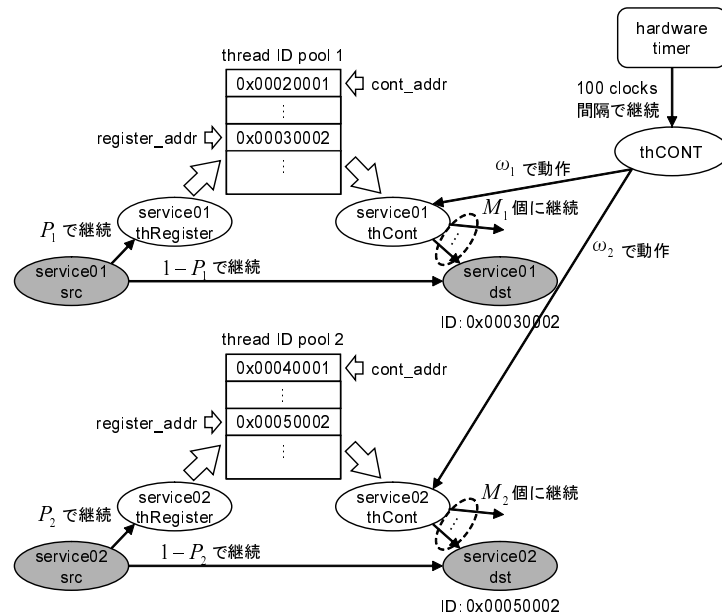 hardware
timer
100 clocks
間隔で継続
thCONT
thread ID pool 1
0x00020001
cont_addr
⋮
register_addr
0x00030002
⋮
ω₁ で動作
ω₂ で動作
P₁ で継続
service01
thRegister
service01
thCont
M₁ 個に継続
...
service01
src
1−P₁ で継続
service01
dst
ID: 0x00030002
thread ID pool 2
0x00040001
cont_addr
⋮
register_addr
0x00050002
⋮
P₂ で継続
service02
thRegister
service02
thCont
M₂ 個に継続
...
service02
src
1−P₂ で継続
service02
dst
ID: 0x00050002